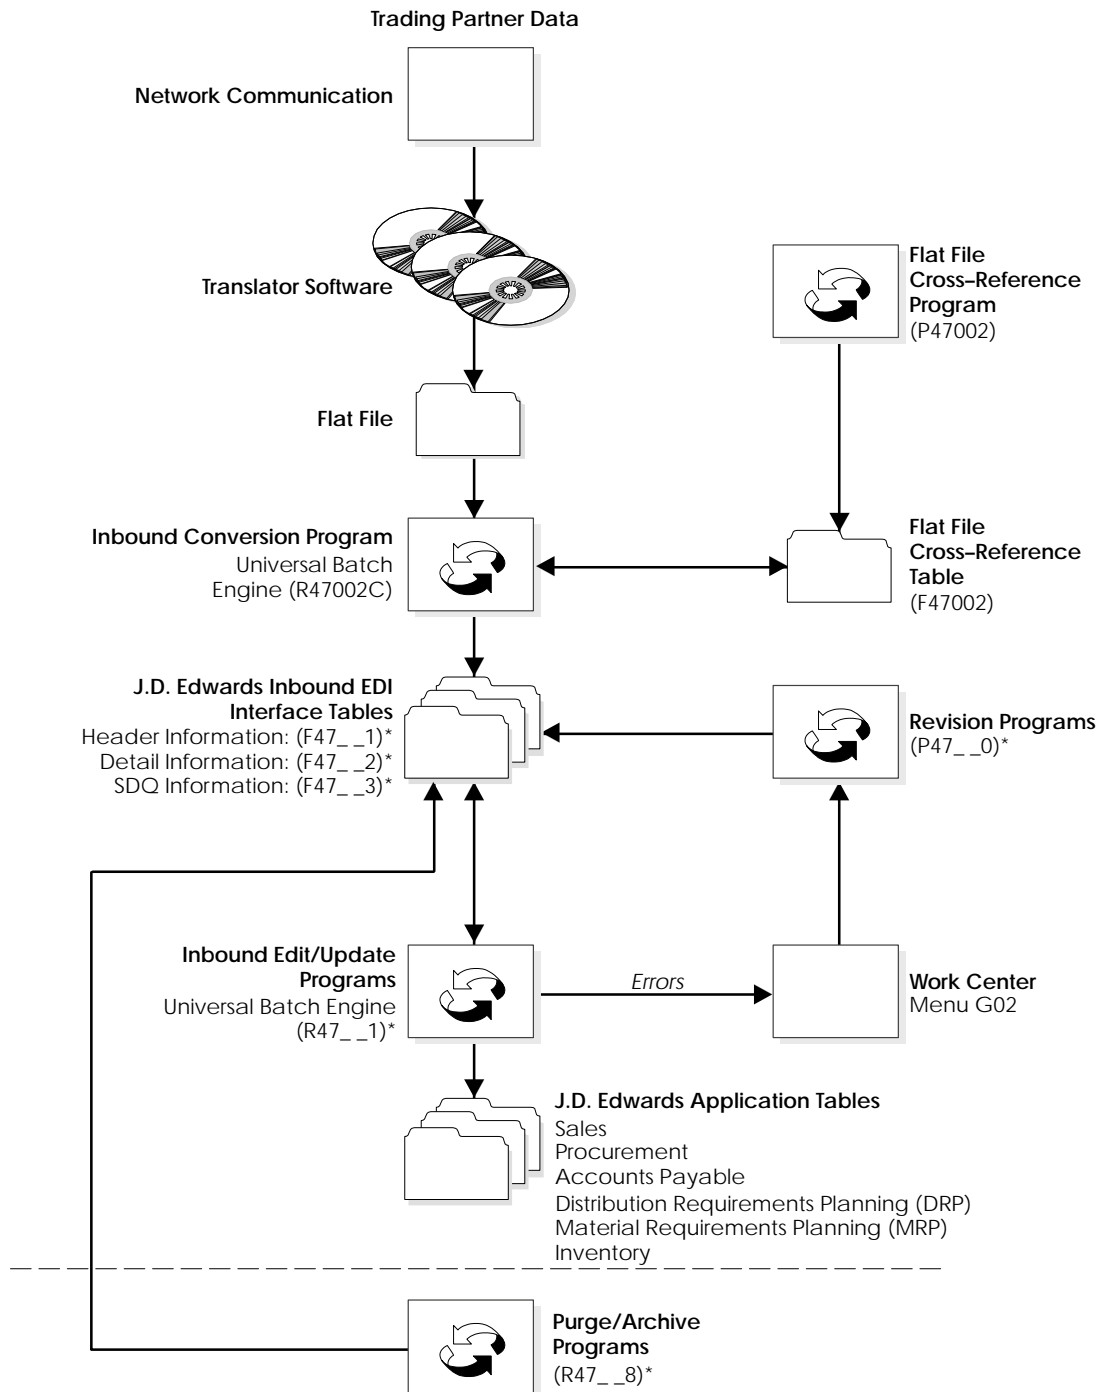 Trading Partner Data
Network Communication
Translator Software
Flat File
Cross–Reference
Program
(P47002)
Flat File
Inbound Conversion Program
Universal Batch
Engine (R47002C)
Flat File
Cross–Reference
Table
(F47002)
J.D. Edwards Inbound EDI
Interface Tables
Header Information: (F47_ _1)*
Detail Information: (F47_ _2)*
SDQ Information: (F47_ _3)*
Revision Programs
(P47_ _0)*
Inbound Edit/Update
Programs
Universal Batch Engine
(R47_ _1)*
Errors
Work Center
Menu G02
J.D. Edwards Application Tables
Sales
Procurement
Accounts Payable
Distribution Requirements Planning (DRP)
Material Requirements Planning (MRP)
Inventory
Purge/Archive
Programs
(R47_ _8)*